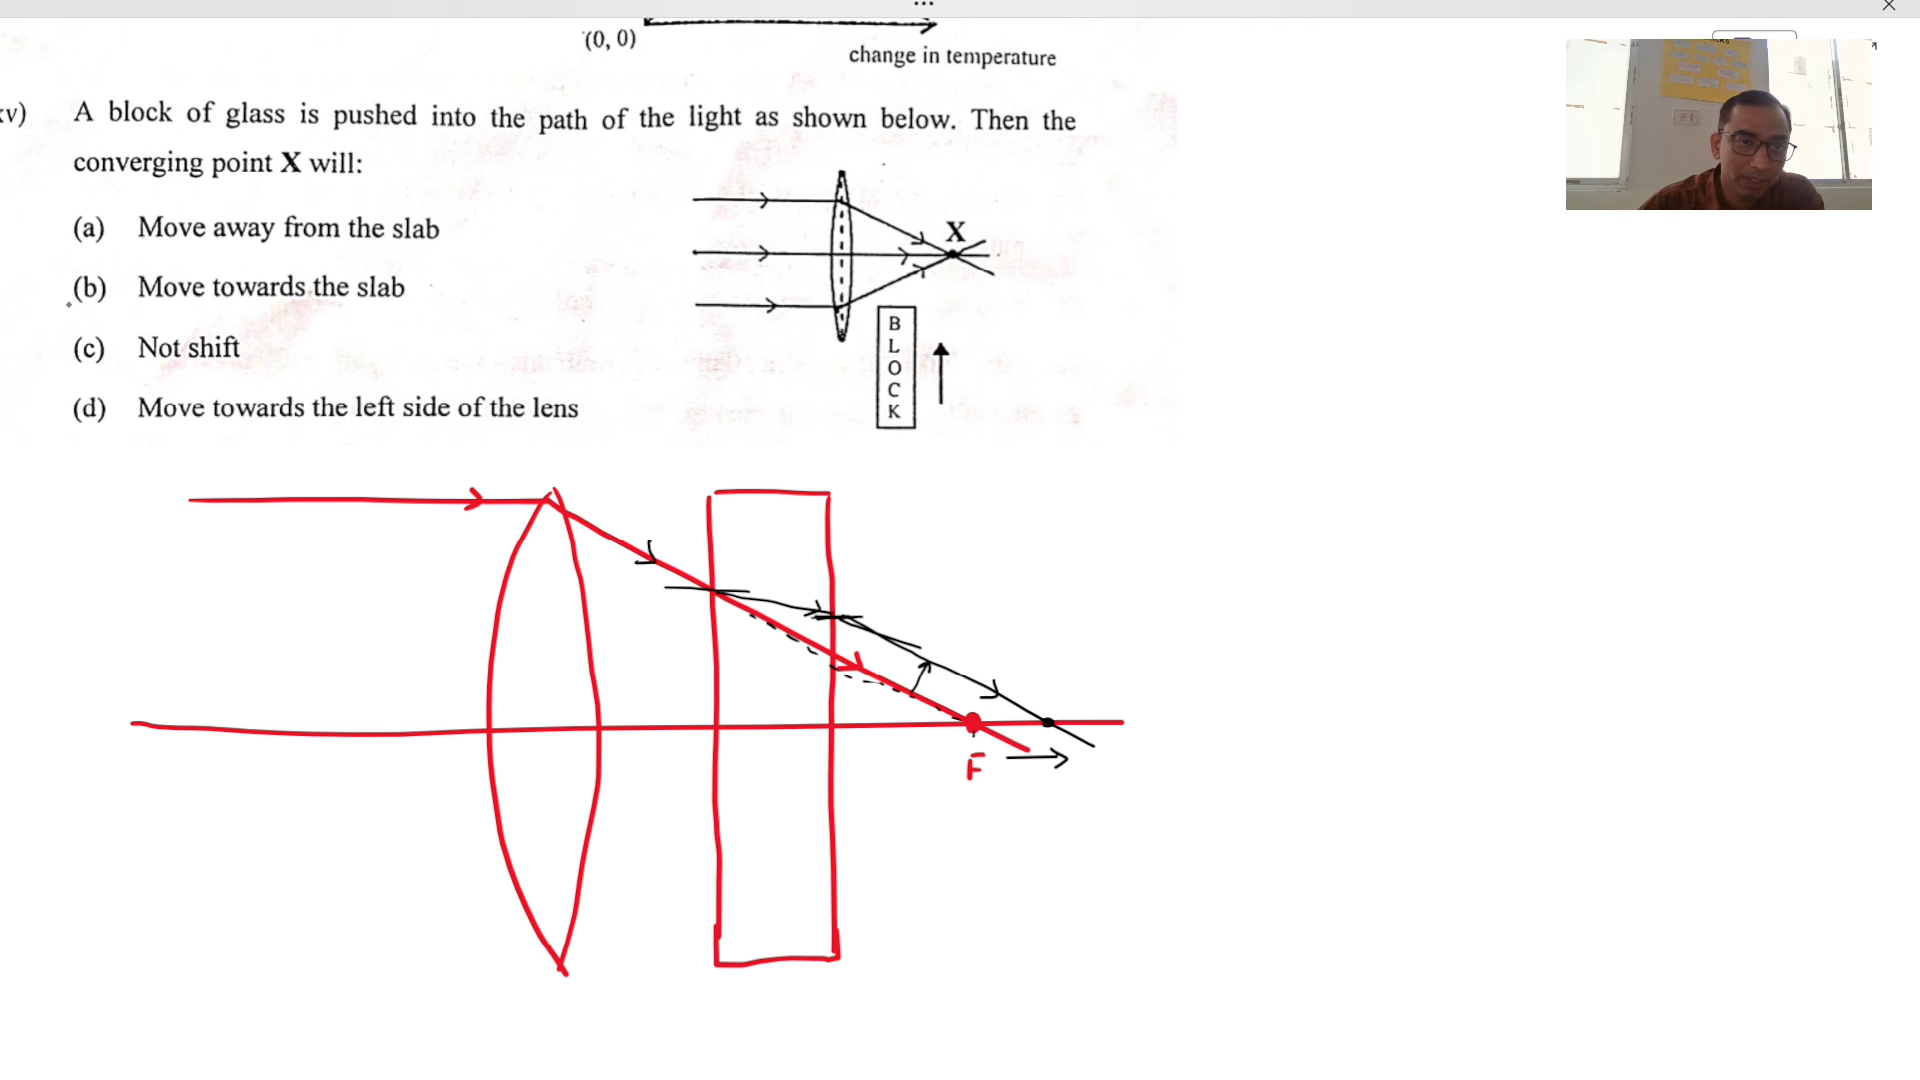 (0, 0)
change in temperature
v) A block of glass is pushed into the path of the light as shown below. Then the
converging point X will:
(a) Move away from the slab
(b) Move towards the slab
(c) Not shift
(d) Move towards the left side of the lens
X
B
L
O
C
K
F